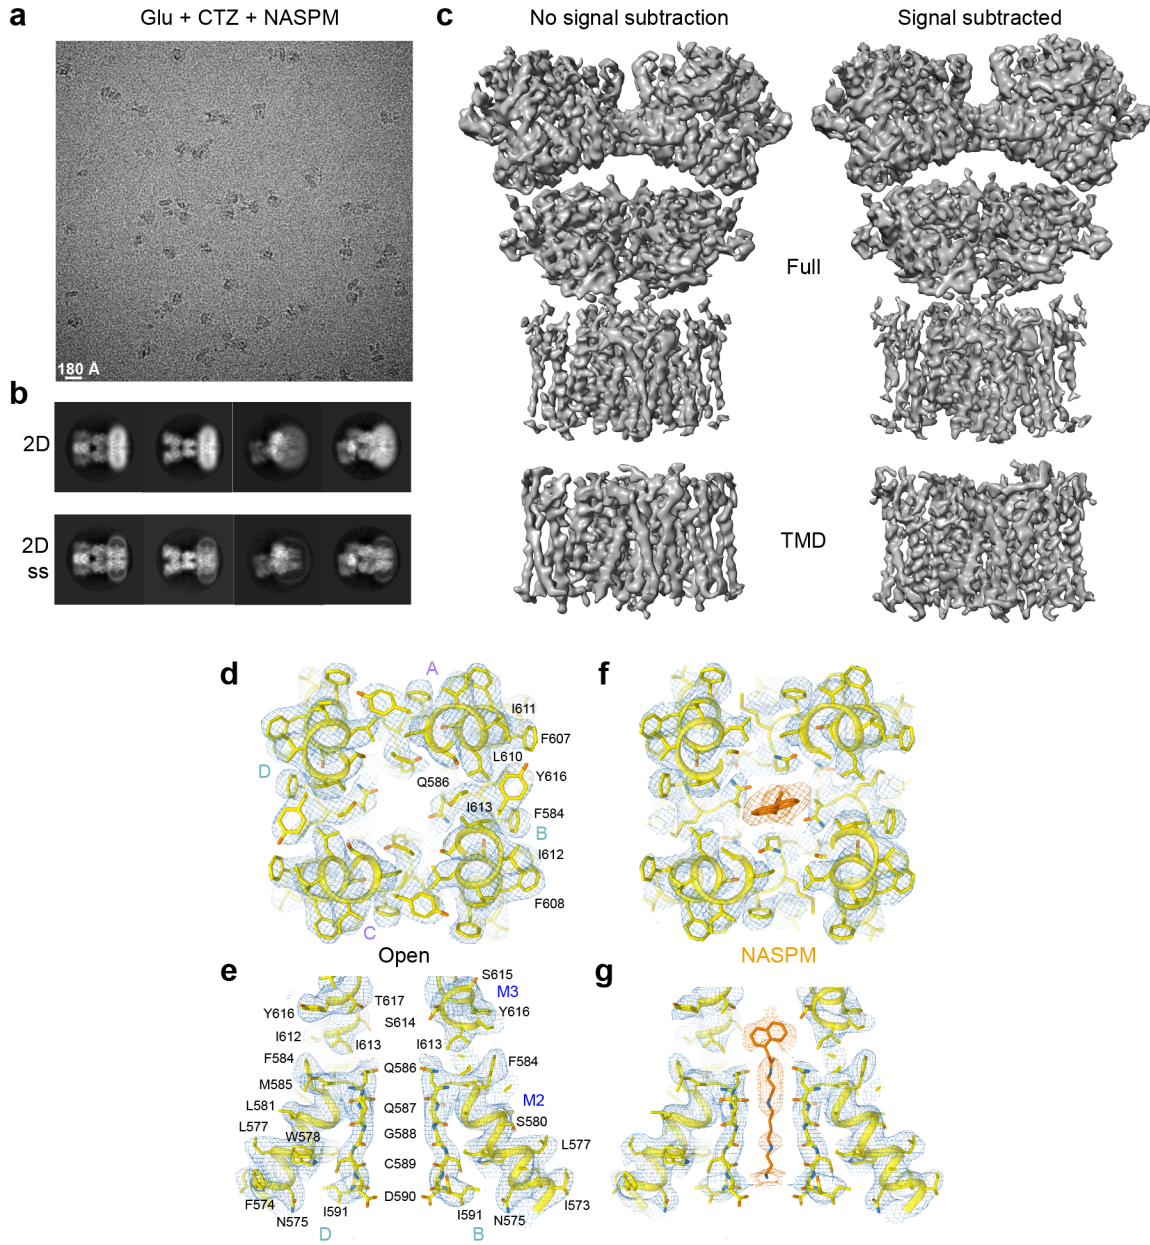 a
Glu + CTZ + NASPM
180 Å
b
2D
2D
ss
c
No signal subtraction
Signal subtracted
Full
TMD
d
A
I611
F607
L610
Y616
Q586
I613
F584
B
I612
F608
D
C
Open
f
NASPM
e
S615
M3
Y616
T617
Y616
S614
I612
I613
I613
F584
Q586
F584
M585
L581
Q587
M2
S580
L577
W578
G588
L577
C589
F574
D590
I573
N575
I591
I591
N575
D
B
g